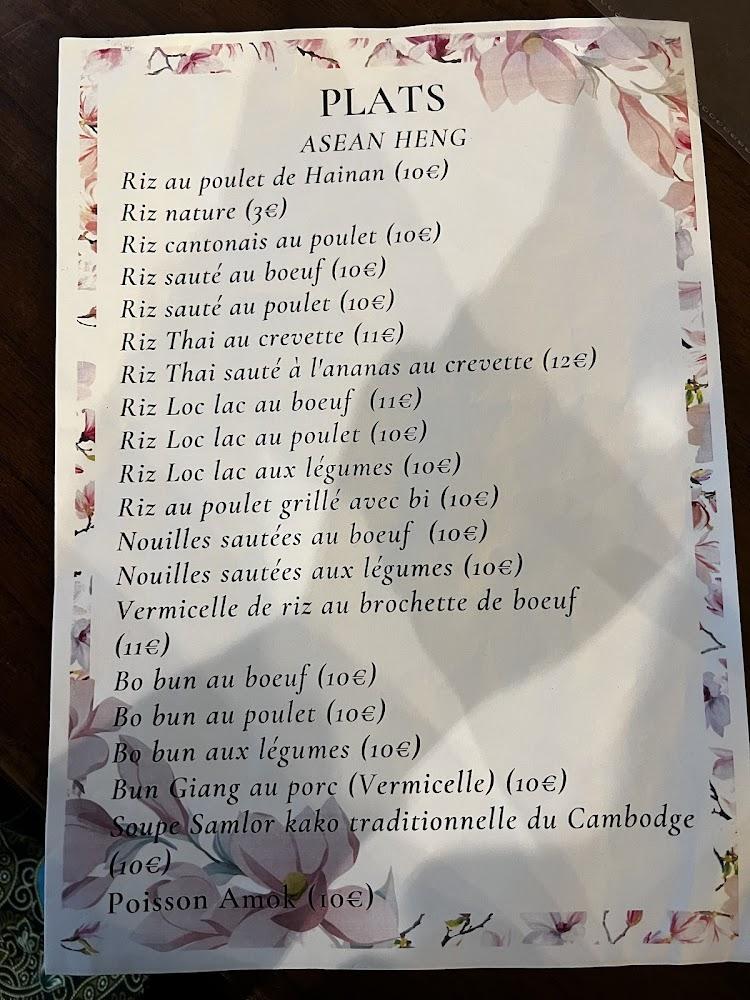 PLATS
ASEAN HENG
Riz au poulet de Hainan (10€)
Riz nature (3€)
Riz cantonais au poulet (10€)
Riz sauté au boeuf (10€)
Riz sauté au poulet (10€)
Riz Thai au crevette (11€)
Riz Thai sauté à l'ananas au crevette (12€)
Riz Loc lac au boeuf (11€)
Riz Loc lac au poulet (10€)
Riz Loc lac aux légumes (10€)
Riz au poulet grillé avec bi (10€)
Nouilles sautées au boeuf (10€)
Nouilles sautées aux légumes (10€)
Vermicelle de riz au brochette de boeuf
(11€)
Bo bun au boeuf (10€)
Bo bun au poulet (10€)
Bo bun aux légumes (10€)
Bun Giang au porc (Vermicelle) (10€)
Soupe Samlor kako traditionnelle du Cambodge
(10€)
Poisson Amok (10€)